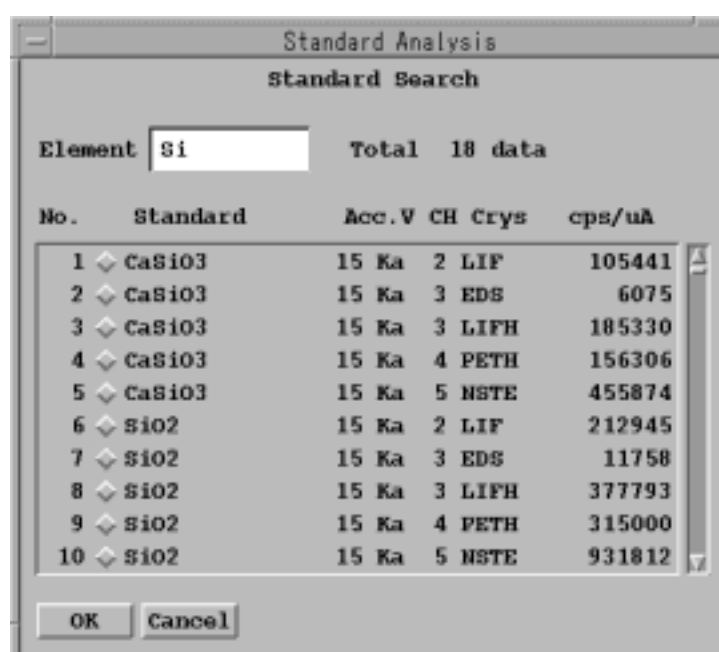 Standard Analysis
Standard Search
Element Si Total 18 data
No. Standard Acc.V CH Crys cps/uA
1 CaSiO3 15 Ka 2 LIF 105441
2 CaSiO3 15 Ka 3 EDS 6075
3 CaSiO3 15 Ka 3 LIFH 185330
4 CaSiO3 15 Ka 4 PETH 156306
5 CaSiO3 15 Ka 5 NSTE 455874
6 SiO2 15 Ka 2 LIF 212945
7 SiO2 15 Ka 3 EDS 11758
8 SiO2 15 Ka 3 LIFH 377793
9 SiO2 15 Ka 4 PETH 315000
10 SiO2 15 Ka 5 NSTE 931812
OK Cancel